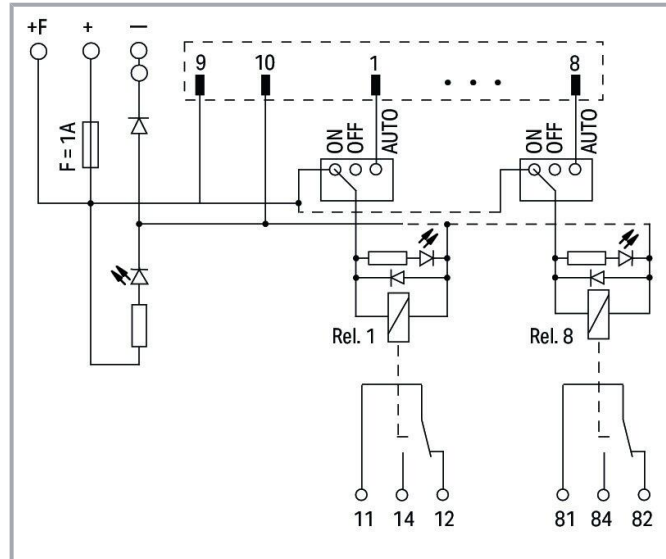 +F + –
9 10 1 • • • 8
F = 1A
ON OFF AUTO
ON OFF AUTO
Rel. 1
Rel. 8
11 14 12
81 84 82